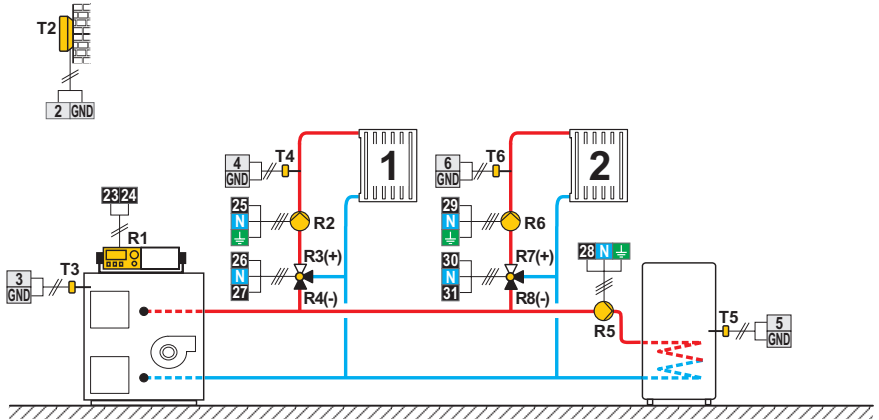 T2
2 GND
4
GND
T4
1
6
GND
T6
2
23 24
R1
25
N
R2
29
N
R6
3
GND
T3
26
N
27
R3(+)
R4(-)
30
N
31
R7(+)
R8(-)
28 N
R5
T5
5
GND